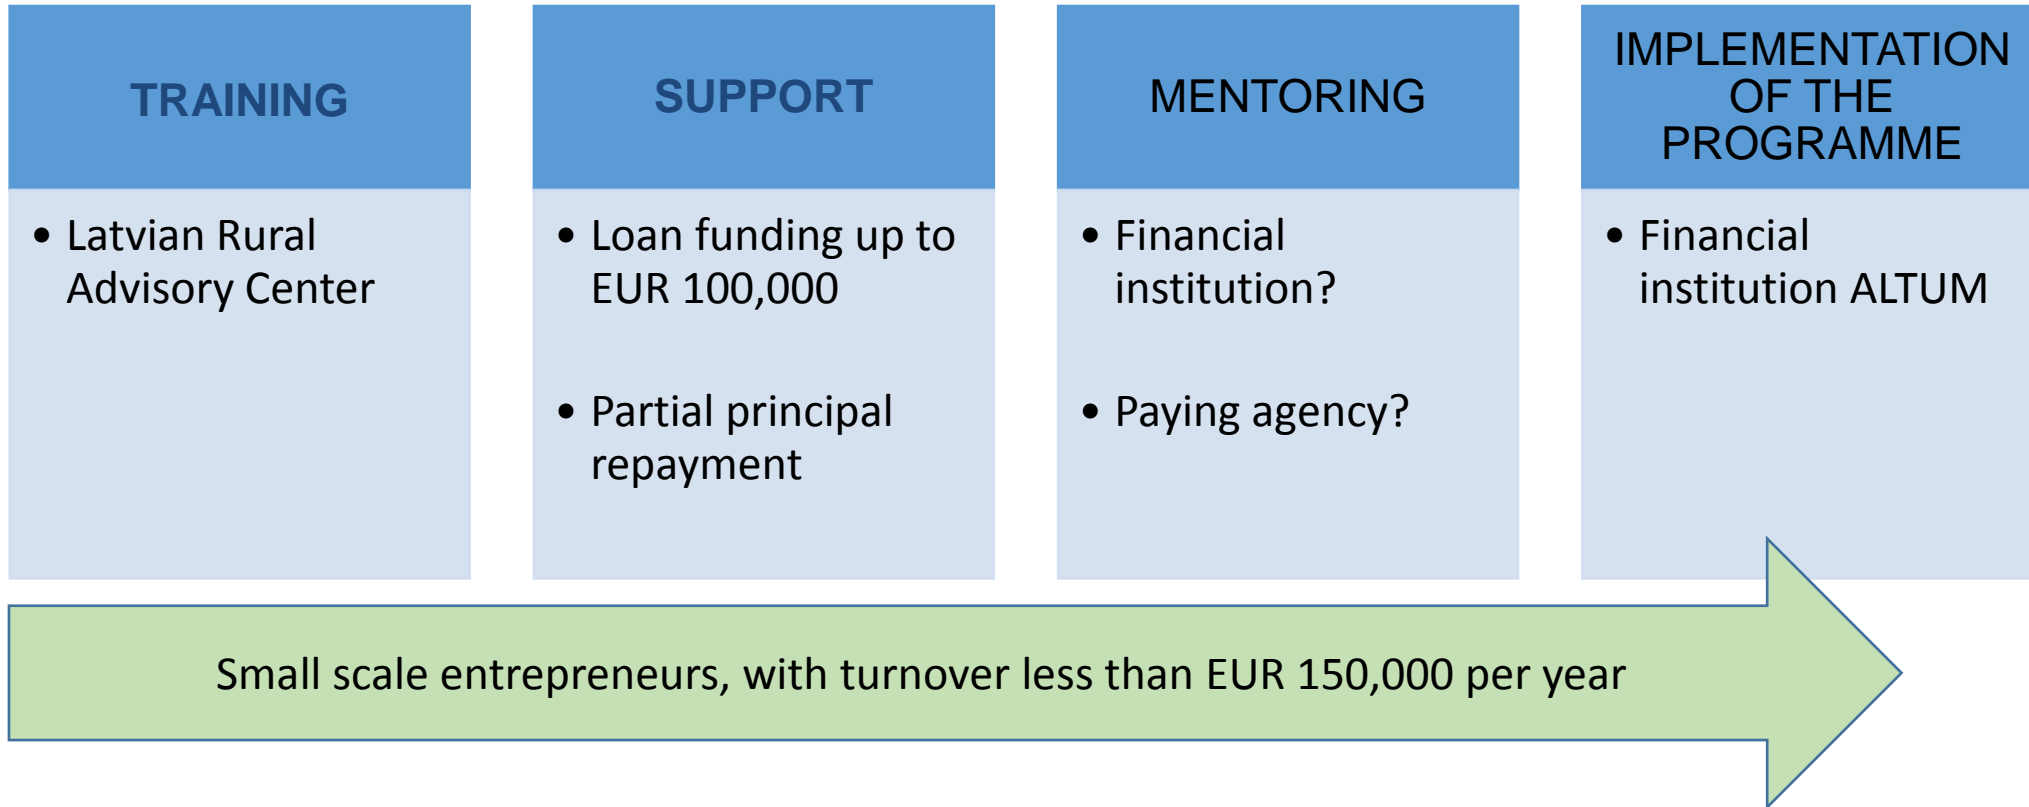 TRAINING
• Latvian Rural
Advisory Center
SUPPORT
• Loan funding up to
EUR 100,000
• Partial principal
repayment
MENTORING
• Financial
institution?
• Paying agency?
IMPLEMENTATION
OF THE
PROGRAMME
• Financial
institution ALTUM
Small scale entrepreneurs, with turnover less than EUR 150,000 per year